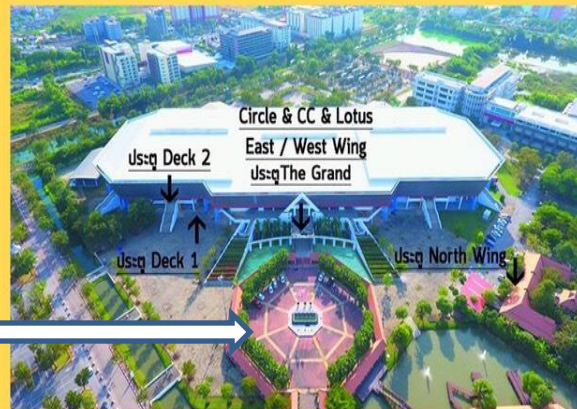 Circle & CC & Lotus
East / West Wing
ประตูThe Grand
ประตู Deck 2
ประตู Deck 1
ประตู North Wing